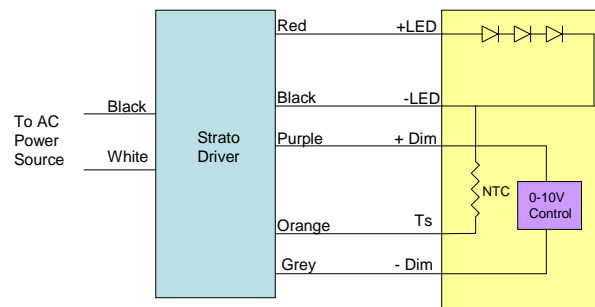 To AC
Power
Source
Black
White
Strato
Driver
Red +LED
Black -LED
Purple + Dim
Orange Ts
Grey - Dim
NTC
0-10V
Control